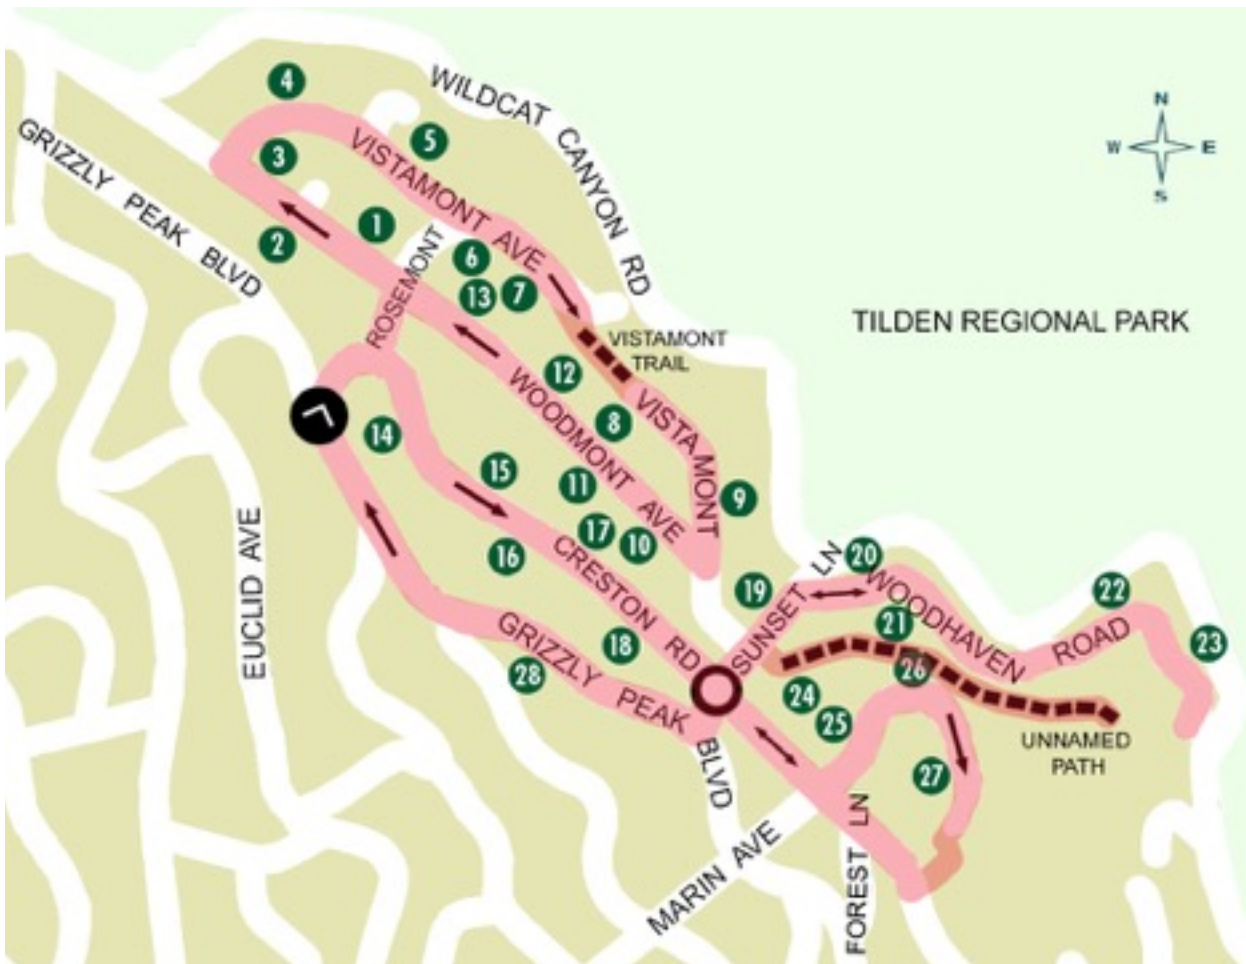 4
WILDCAT CANYON RD
N
W E
S
GRIZZLY PEAK BLVD
3
5
VISTAMONT AVE
1
2
ROSEMONT
6
13
7
TILDEN REGIONAL PARK
VISTAMONT
TRAIL
12
8
VISTAMONT
14
WOODMONT AVE
15
11
9
17
10
16
EUCLID AVE
CRESTON RD
19
SUNSET LN
20
WOODHAVEN ROAD
21
22
23
18
28
GRIZZLY PEAK BLVD
24
25
26
UNNAMED
PATH
27
MARIN AVE
FOREST LN